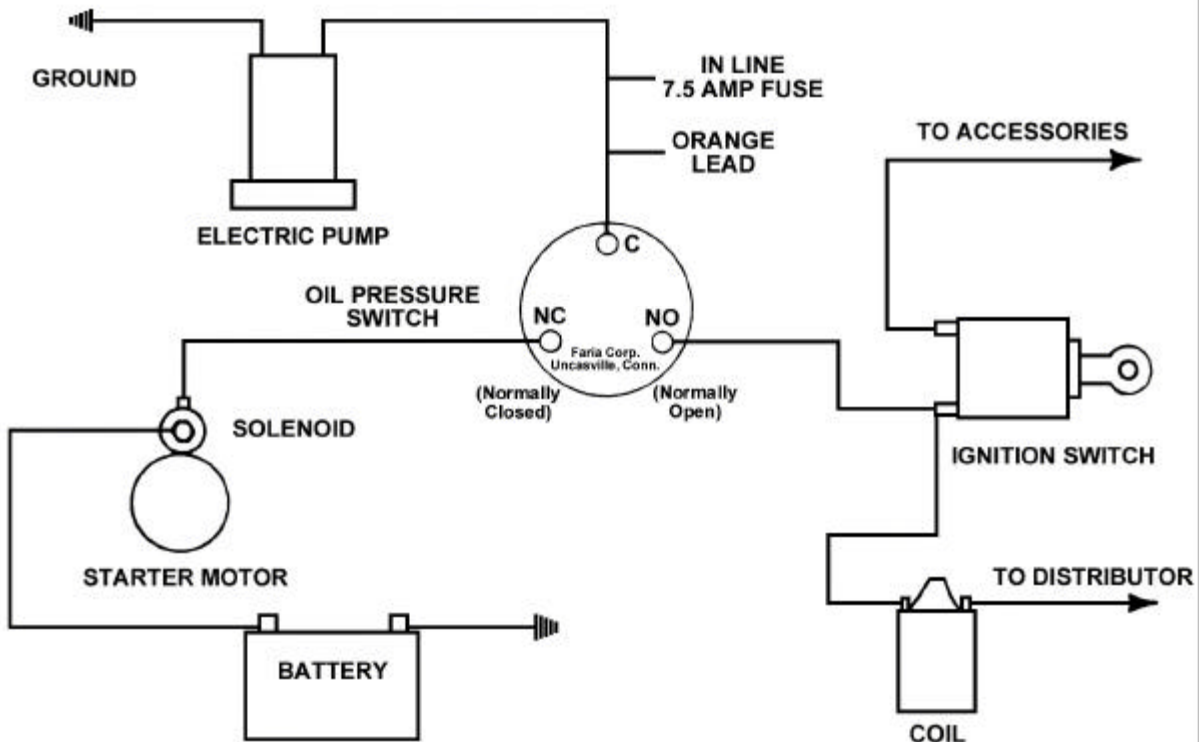 GROUND
IN LINE
7.5 AMP FUSE
TO ACCESSORIES
ORANGE
LEAD
ELECTRIC PUMP
C
OIL PRESSURE
SWITCH
NC
NO
Faria Corp.
Uncasville, Conn.
(Normally
Closed)
(Normally
Open)
SOLENOID
IGNITION SWITCH
STARTER MOTOR
TO DISTRIBUTOR
BATTERY
COIL